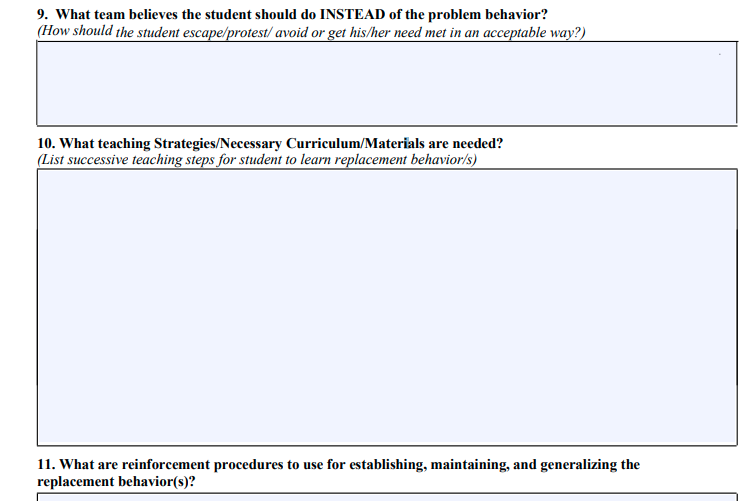 9. What team believes the student should do INSTEAD of the problem behavior?
(How should the student escape/protest/ avoid or get his/her need met in an acceptable way?)
10. What teaching Strategies/Necessary Curriculum/Materials are needed?
(List successive teaching steps for student to learn replacement behavior/s)
11. What are reinforcement procedures to use for establishing, maintaining, and generalizing the
replacement behavior(s)?